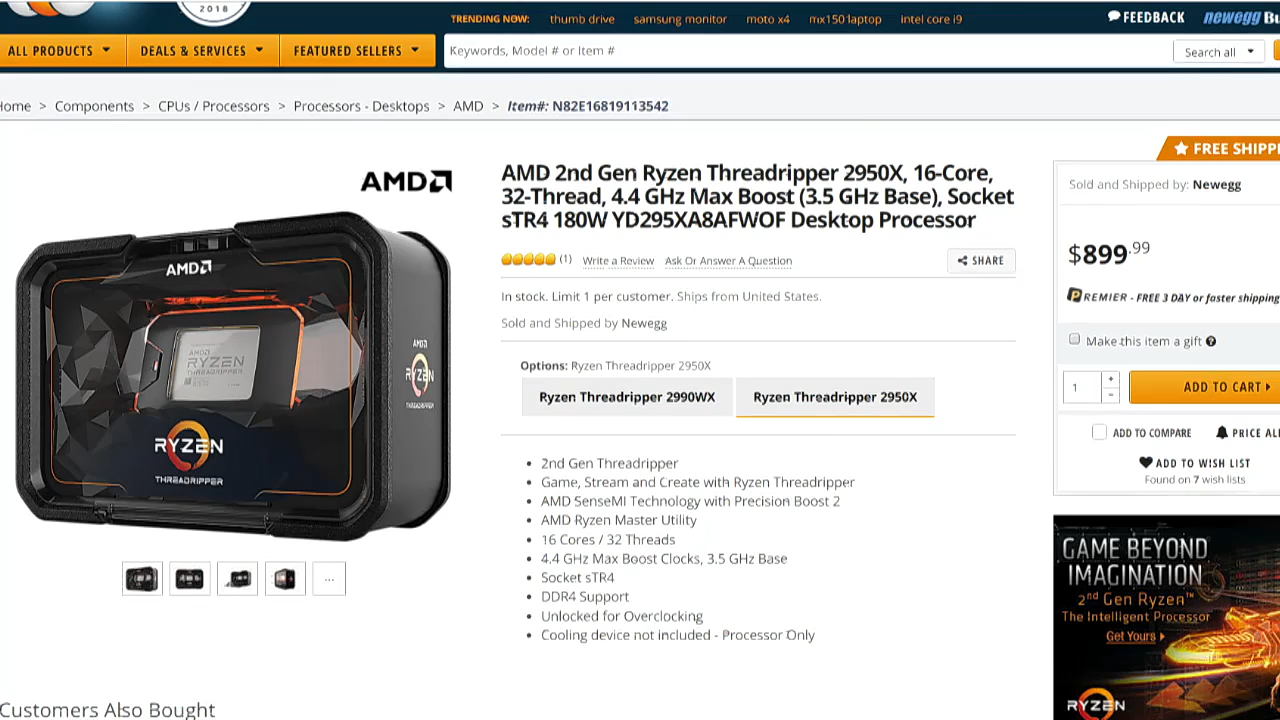 2018
TRENDING NOW: thumb drive samsung monitor moto x4 mx150 laptop intel core i9
FEEDBACK newegg
ALL PRODUCTS DEALS & SERVICES FEATURED SELLERS Keywords, Model # or Item # Search all
Home > Components > CPUs / Processors > Processors - Desktops > AMD > Item#: N82E16819113542
FREE SHIPP
AMD
AMD 2nd Gen Ryzen Threadripper 2950X, 16-Core,
32-Thread, 4.4 GHz Max Boost (3.5 GHz Base), Socket
sTR4 180W YD295XA8AFWOF Desktop Processor
(1) Write a Review Ask Or Answer A Question SHARE
In stock. Limit 1 per customer. Ships from United States.
Sold and Shipped by Newegg
Options: Ryzen Threadripper 2950X
Ryzen Threadripper 2990WX Ryzen Threadripper 2950X
• 2nd Gen Threadripper
• Game, Stream and Create with Ryzen Threadripper
• AMD SenseMI Technology with Precision Boost 2
• AMD Ryzen Master Utility
• 16 Cores / 32 Threads
• 4.4 GHz Max Boost Clocks, 3.5 GHz Base
• Socket sTR4
• DDR4 Support
• Unlocked for Overclocking
• Cooling device not included - Processor Only
AMD
AMD
RYZEN
THREADRIPPER
RYZEN
THREADRIPPER
AMD
RYZEN
THREADRIPPER
...
Sold and Shipped by: Newegg
$899.99
PREMIER - FREE 3 DAY or faster shipping
Make this item a gift ?
1 + - ADD TO CART
ADD TO COMPARE PRICE AL
ADD TO WISH LIST
Found on 7 wish lists
GAME BEYOND
IMAGINATION
2nd Gen Ryzen™
The Intelligent Processor
Get Yours
RYZEN
Customers Also Bought